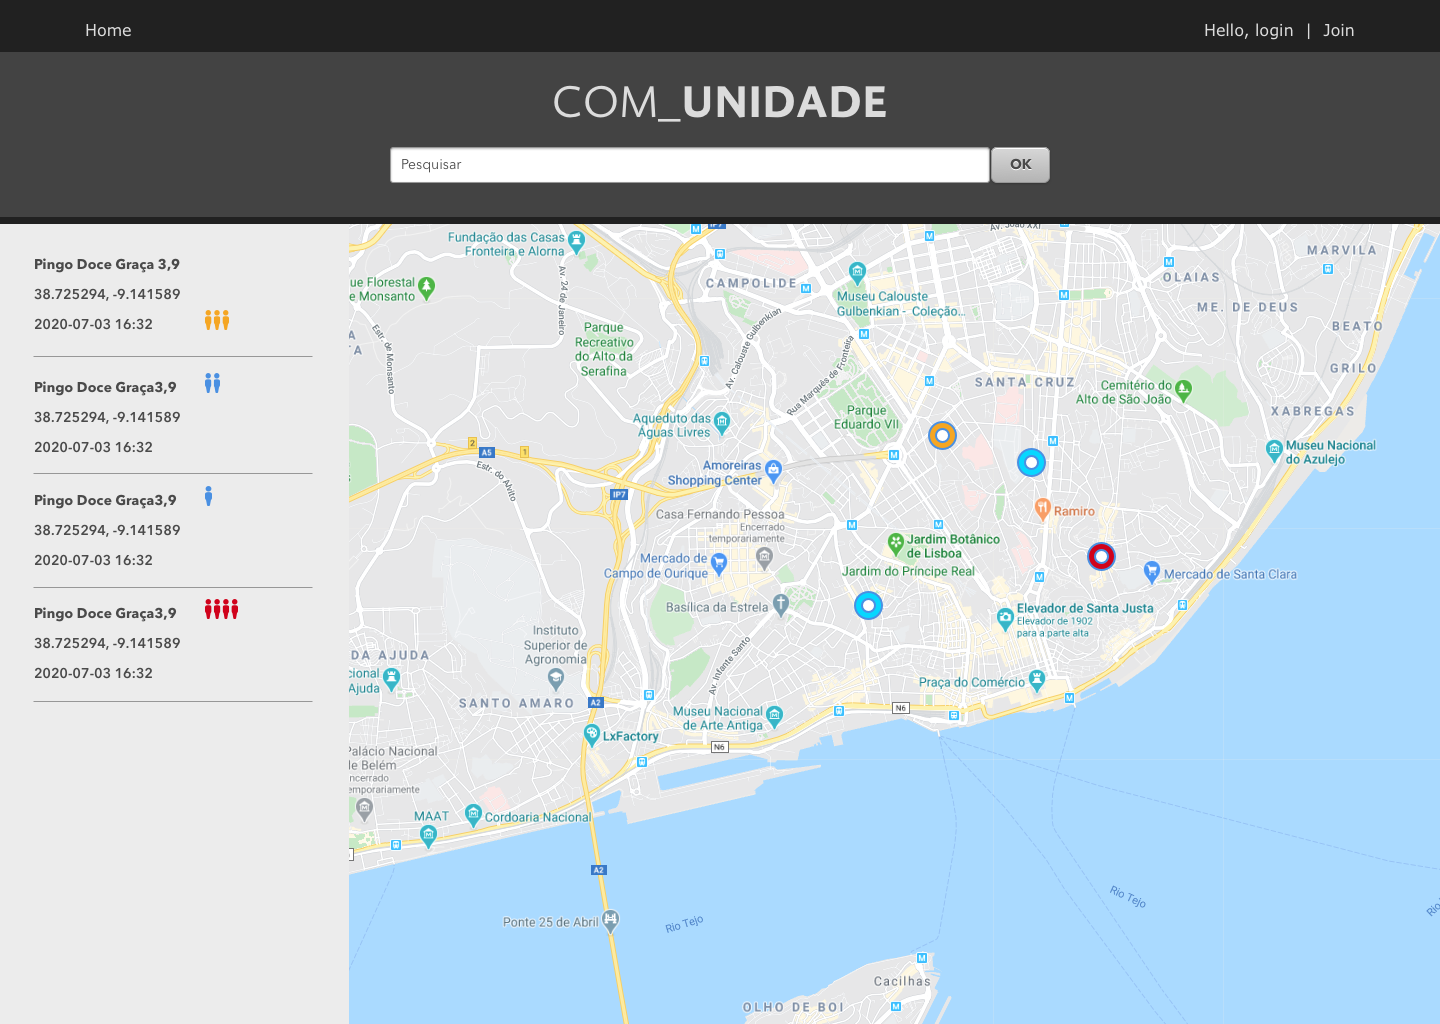 Home
Hello, login | Join
COM_UNIDADE
Pesquisar
OK
Pingo Doce Graça 3,9
38.725294, -9.141589
2020-07-03 16:32
Pingo Doce Graça3,9
38.725294, -9.141589
2020-07-03 16:32
Pingo Doce Graça3,9
38.725294, -9.141589
2020-07-03 16:32
Pingo Doce Graça3,9
38.725294, -9.141589
2020-07-03 16:32
IP7
Av. João XXI
Fundação das Casas
Fronteira e Alorna
MARVILA
OLAIAS
ue Florestal
e Monsanto
Av. 24 de Janeiro
CAMPOLIDE
Museu Calouste
Gulbenkian - Coleção...
ME. DE DEUS
BEATO
Estr. de Monsanto
Parque
Recreativo
do Alto da
Serafina
Av. Calouste Gulbenkian
Rua Marquês de Fronteira
GRILO
SANTA CRUZ
Cemitério do
Alto de São João
XABREGAS
Aqueduto das
Águas Livres
Parque
Eduardo VII
Museu Nacional
do Azulejo
2
A5
1
Estr. do Alvito
IP7
Amoreiras
Shopping Center
Casa Fernando Pessoa
Encerrado
temporariamente
Ramiro
Jardim Botânico
de Lisboa
Mercado de
Campo de Ourique
Jardim do Príncipe Real
Mercado de Santa Clara
Basílica da Estrela
Elevador de Santa Justa
Elevador de 1902
para a parte alta
Instituto
Superior de
Agronomia
DA AJUDA
cional
Ajuda
Av. Infante Santo
Praça do Comércio
SANTO AMARO
A2
N6
Museu Nacional
de Arte Antiga
LxFactory
N6
Palácio Nacional
de Belém
ncerrado
emporariamente
MAAT
Cordoaria Nacional
A2
Ponte 25 de Abril
Rio Tejo
Rio Tejo
Rio
Cacilhas
OLHO DE BOI